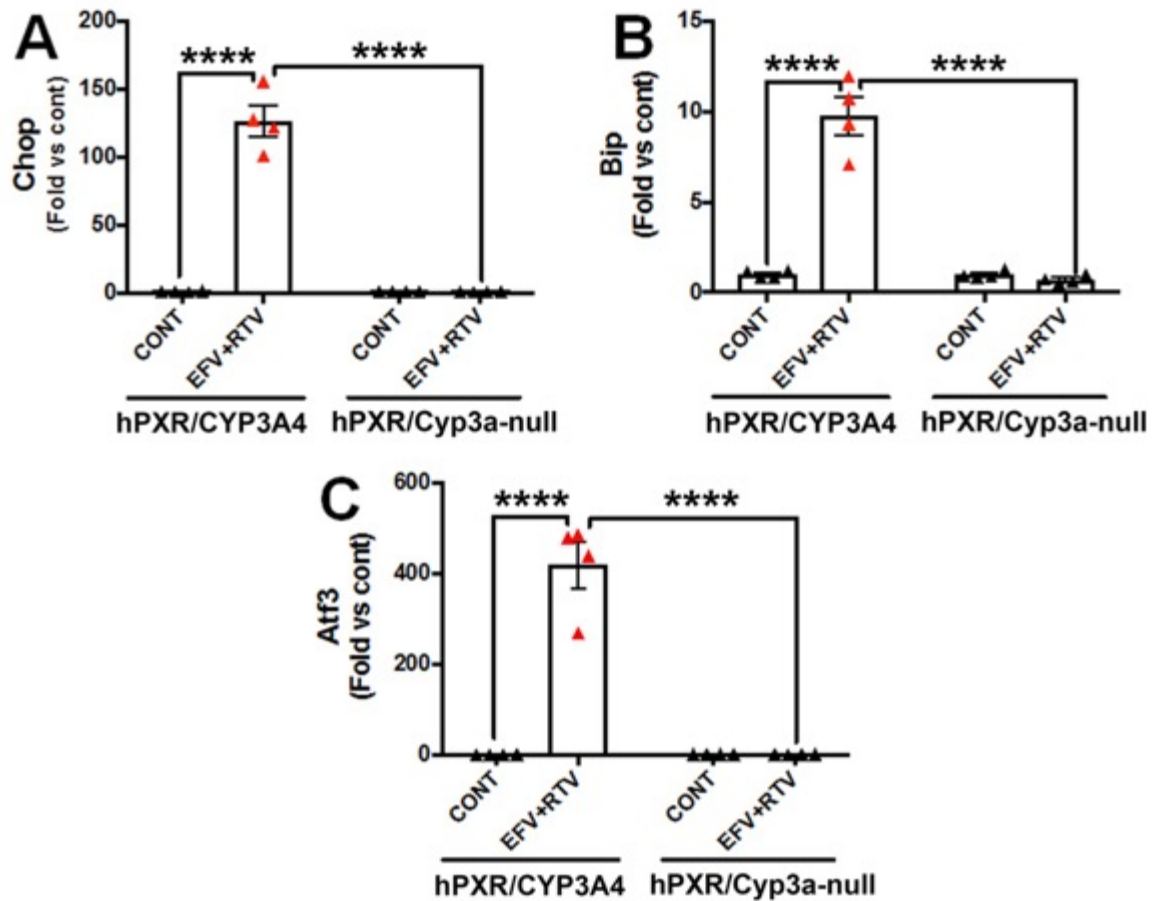 A
Chop
(Fold vs cont)
200
150
100
50
0
****
****
CONT
EFV+RTV
CONT
EFV+RTV
hPXR/CYP3A4
hPXR/Cyp3a-null
B
Bip
(Fold vs cont)
15
10
5
0
****
****
CONT
EFV+RTV
CONT
EFV+RTV
hPXR/CYP3A4
hPXR/Cyp3a-null
C
Atf3
(Fold vs cont)
600
400
200
0
****
****
CONT
EFV+RTV
CONT
EFV+RTV
hPXR/CYP3A4
hPXR/Cyp3a-null